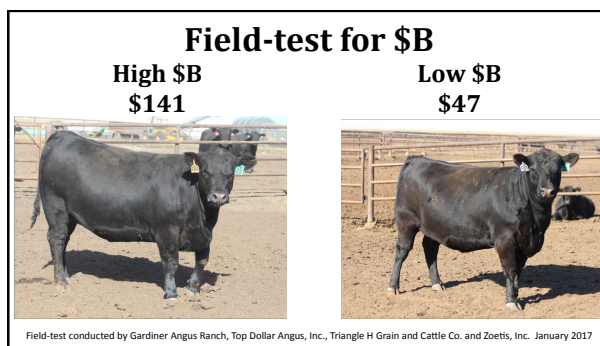 Field-test for $B
High $B
$141
Low $B
$47
Field-test conducted by Gardiner Angus Ranch, Top Dollar Angus, Inc., Triangle H Grain and Cattle Co. and Zoetis, Inc.  January 2017